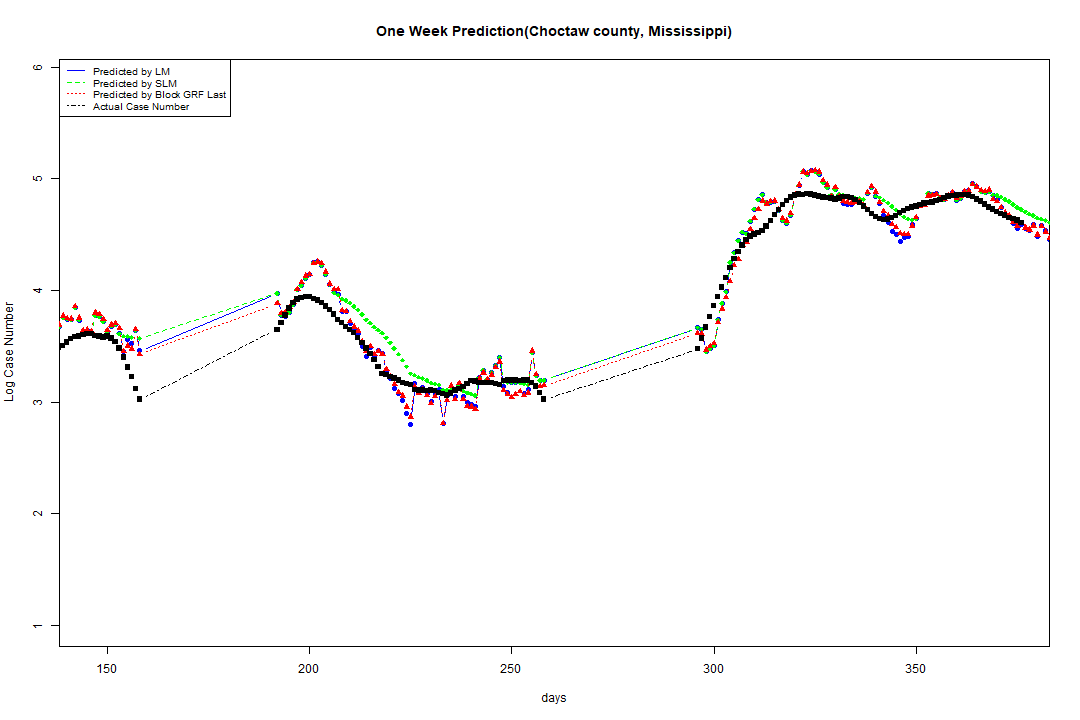 One Week Prediction(Choctaw county, Mississippi)
Predicted by LM
Predicted by SLM
Predicted by Block GRF Last
Actual Case Number
6
5
4
3
2
1
Log Case Number
150 200 250 300 350
days